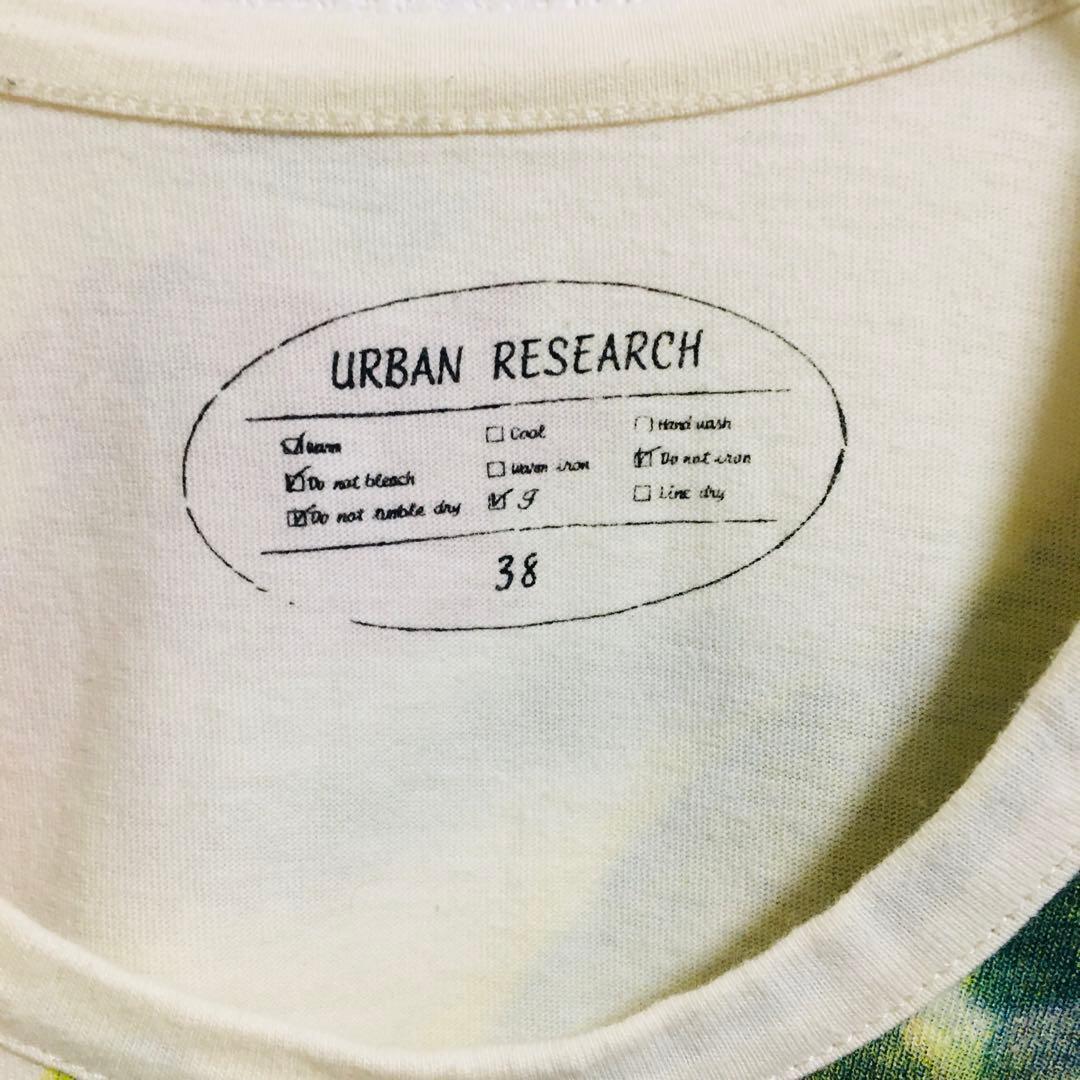 URBAN RESEARCH
Warm Cool Hand wash
Do not bleach Warm iron Do not iron
Do not tumble dry I Line dry
38